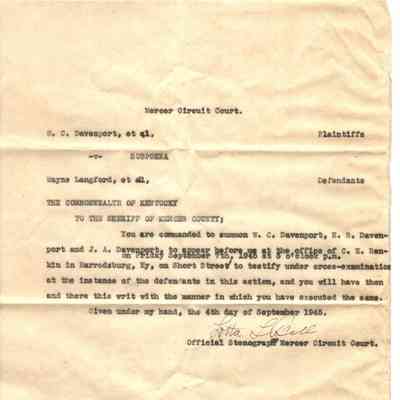 Mercer Circuit Court.
W. C. Davenport, et al, Plaintiffs
-v- SUBPOENA
Wayne Langford, et al, Defendants
THE COMMONWEALTH OF KENTUCKY
TO THE SHERIFF OF MERCER COUNTY;
You are commanded to summon W. C. Davenport, H. R. Daven-
port and J. A. Davenport, to appear before me at the office of C. E. Ran-
on Friday September 7th, 1945 at o'clock p.m.
kin in Harrodsburg, Ky, on Short Street to testify under cross-examination
at the instance of the defendants in this action, and you will have then
and there this writ with the manner in which you have executed the same.
Given under my hand, the 4th day of September 1945.
Lotta
Official Stenograph Mercer Circuit Court.